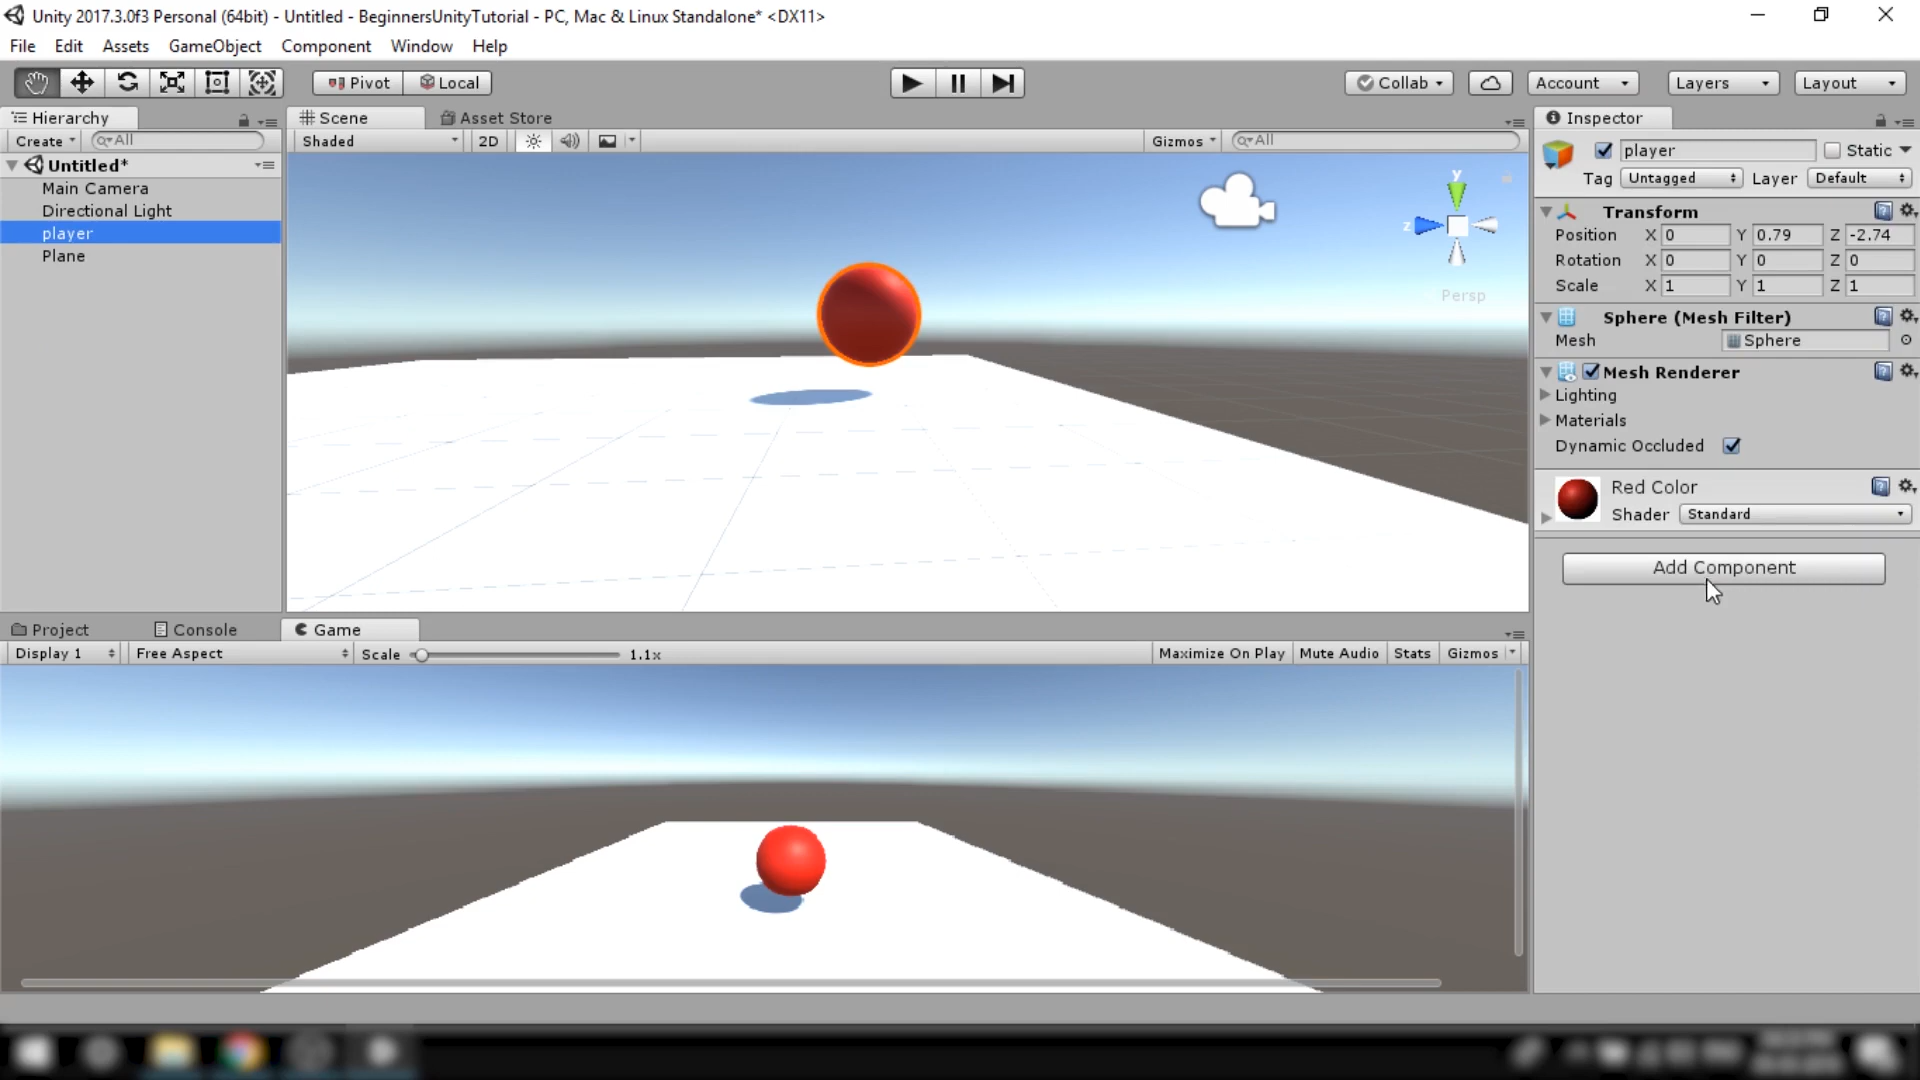 Unity 2017.3.0f3 Personal (64bit) - Untitled - BeginnersUnityTutorial - PC, Mac & Linux Standalone* <DX11>
File Edit Assets GameObject Component Window Help
Pivot Local Collab Account Layers Layout
Hierarchy Scene Asset Store Inspector
Create All Shaded 2D Gizmos All
Untitled*
Main Camera
Directional Light
player
Plane
y
z
Persp
player Static
Tag Untagged Layer Default
Transform
Position X 0 Y 0.79 Z -2.74
Rotation X 0 Y 0 Z 0
Scale X 1 Y 1 Z 1
Sphere (Mesh Filter)
Mesh Sphere
Mesh Renderer
Lighting
Materials
Dynamic Occluded
Red Color
Shader Standard
Add Component
Project Console Game
Display 1 Free Aspect Scale 1.1x Maximize On Play Mute Audio Stats Gizmos